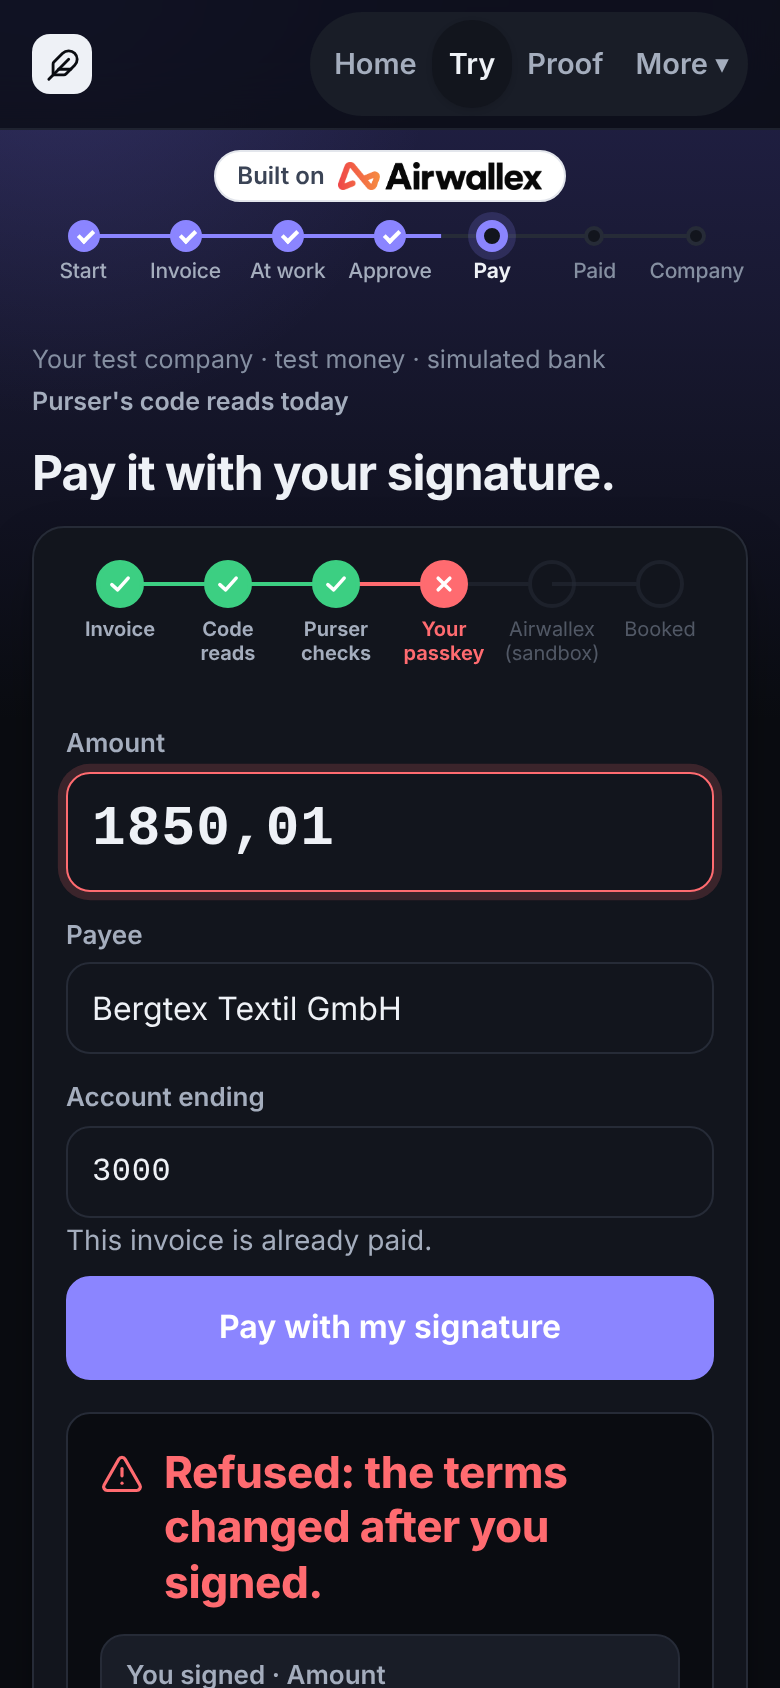 Home Try Proof More ▾
Built on Airwallex
Start Invoice At work Approve Pay Paid Company
Your test company · test money · simulated bank
Purser's code reads today
Pay it with your signature.
Invoice Code reads Purser checks Your passkey Airwallex (sandbox) Booked
Amount
1850,01
Payee
Bergtex Textil GmbH
Account ending
3000
This invoice is already paid.
Pay with my signature
Refused: the terms
changed after you
signed.
You signed · Amount